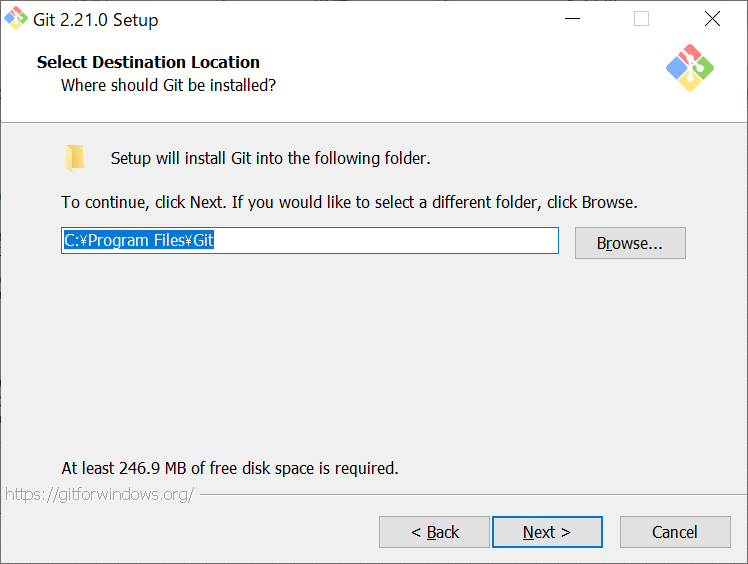 Git 2.21.0 Setup
Select Destination Location
Where should Git be installed?
Setup will install Git into the following folder.
To continue, click Next. If you would like to select a different folder, click Browse.
C:¥Program Files¥Git
Browse...
At least 246.9 MB of free disk space is required.
https://gitforwindows.org/
< Back
Next >
Cancel